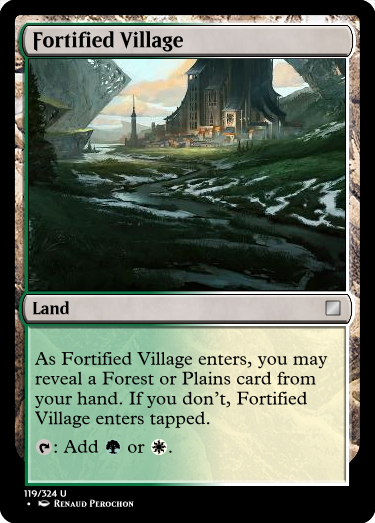 Fortified Village
Land
As Fortified Village enters, you may
reveal a Forest or Plains card from
your hand. If you don't, Fortified
Village enters tapped.
: Add or .
119/324 U
• Renaud Perochon